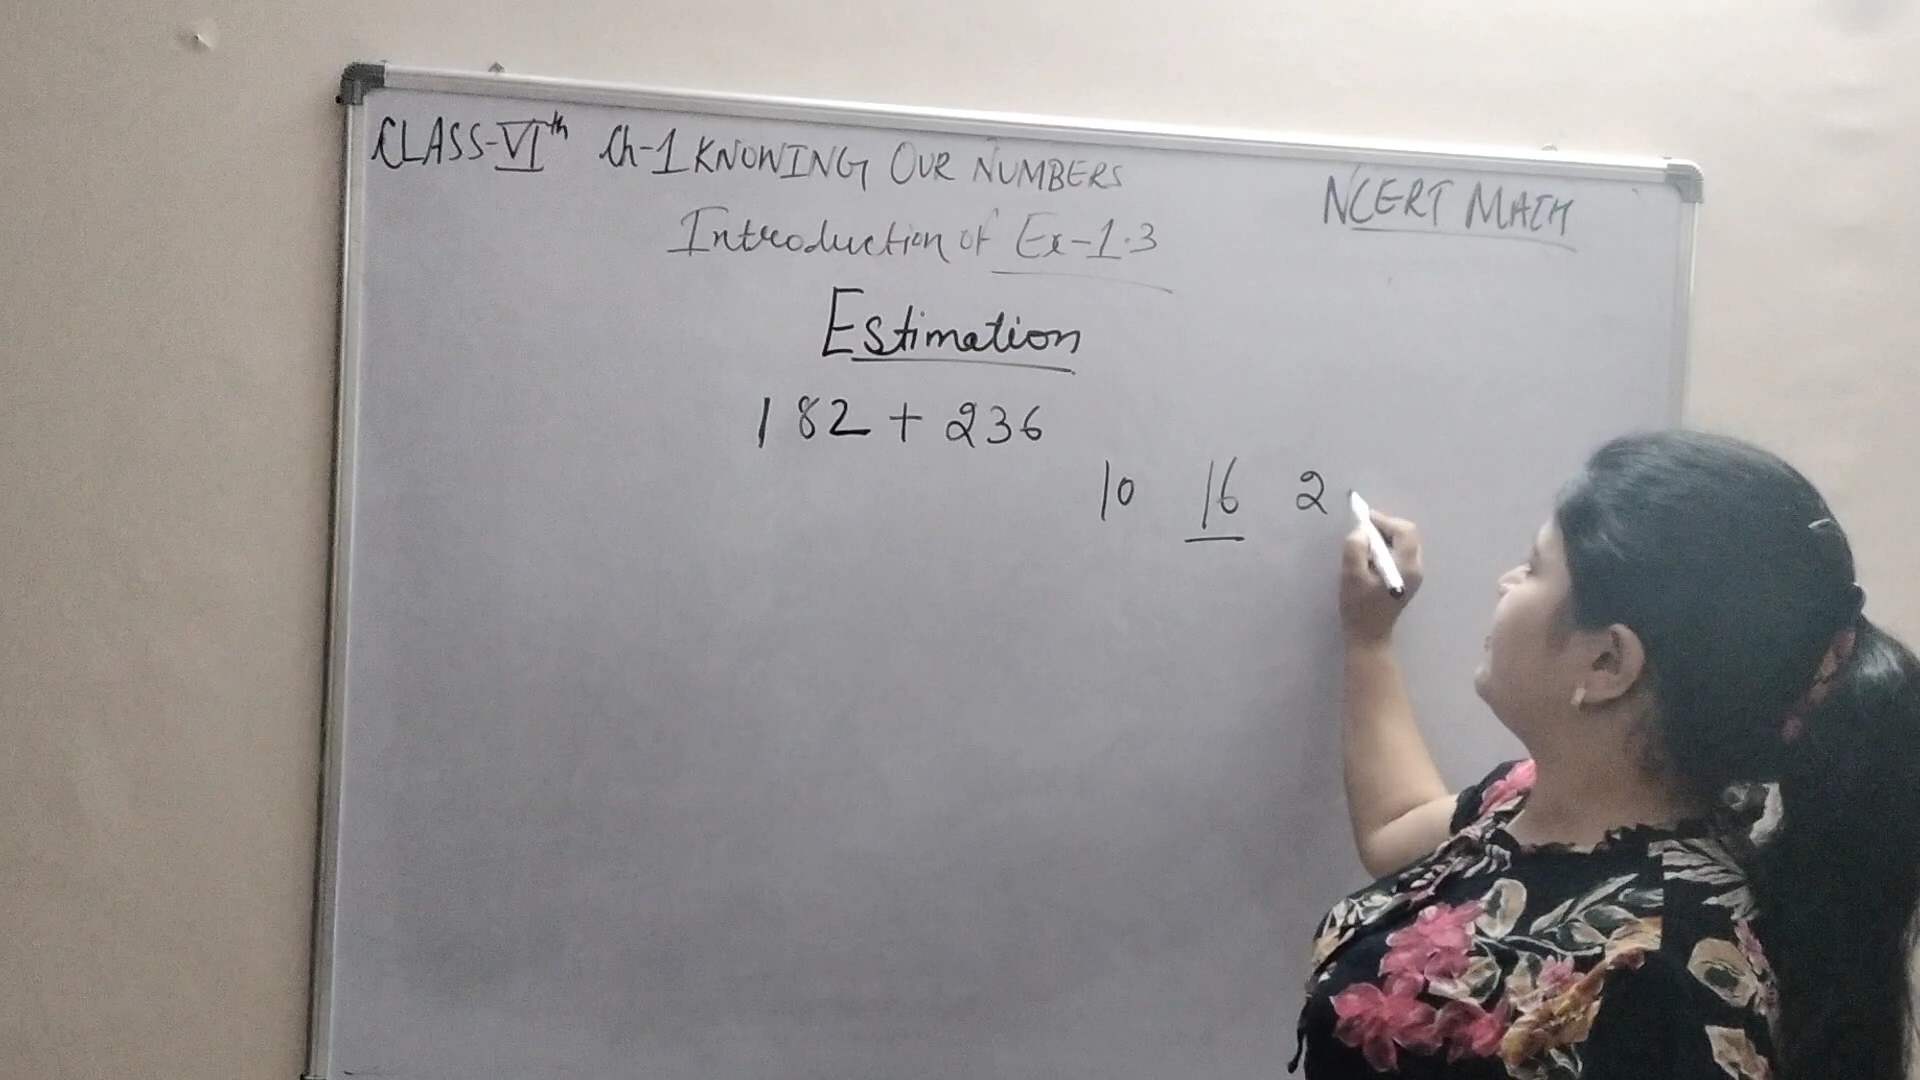 CLASS-VIth Ch-1 KNOWING OUR NUMBERS
NCERT MATH
Introduction of Ex-1.3
Estimation
182 + 236
10 16 2